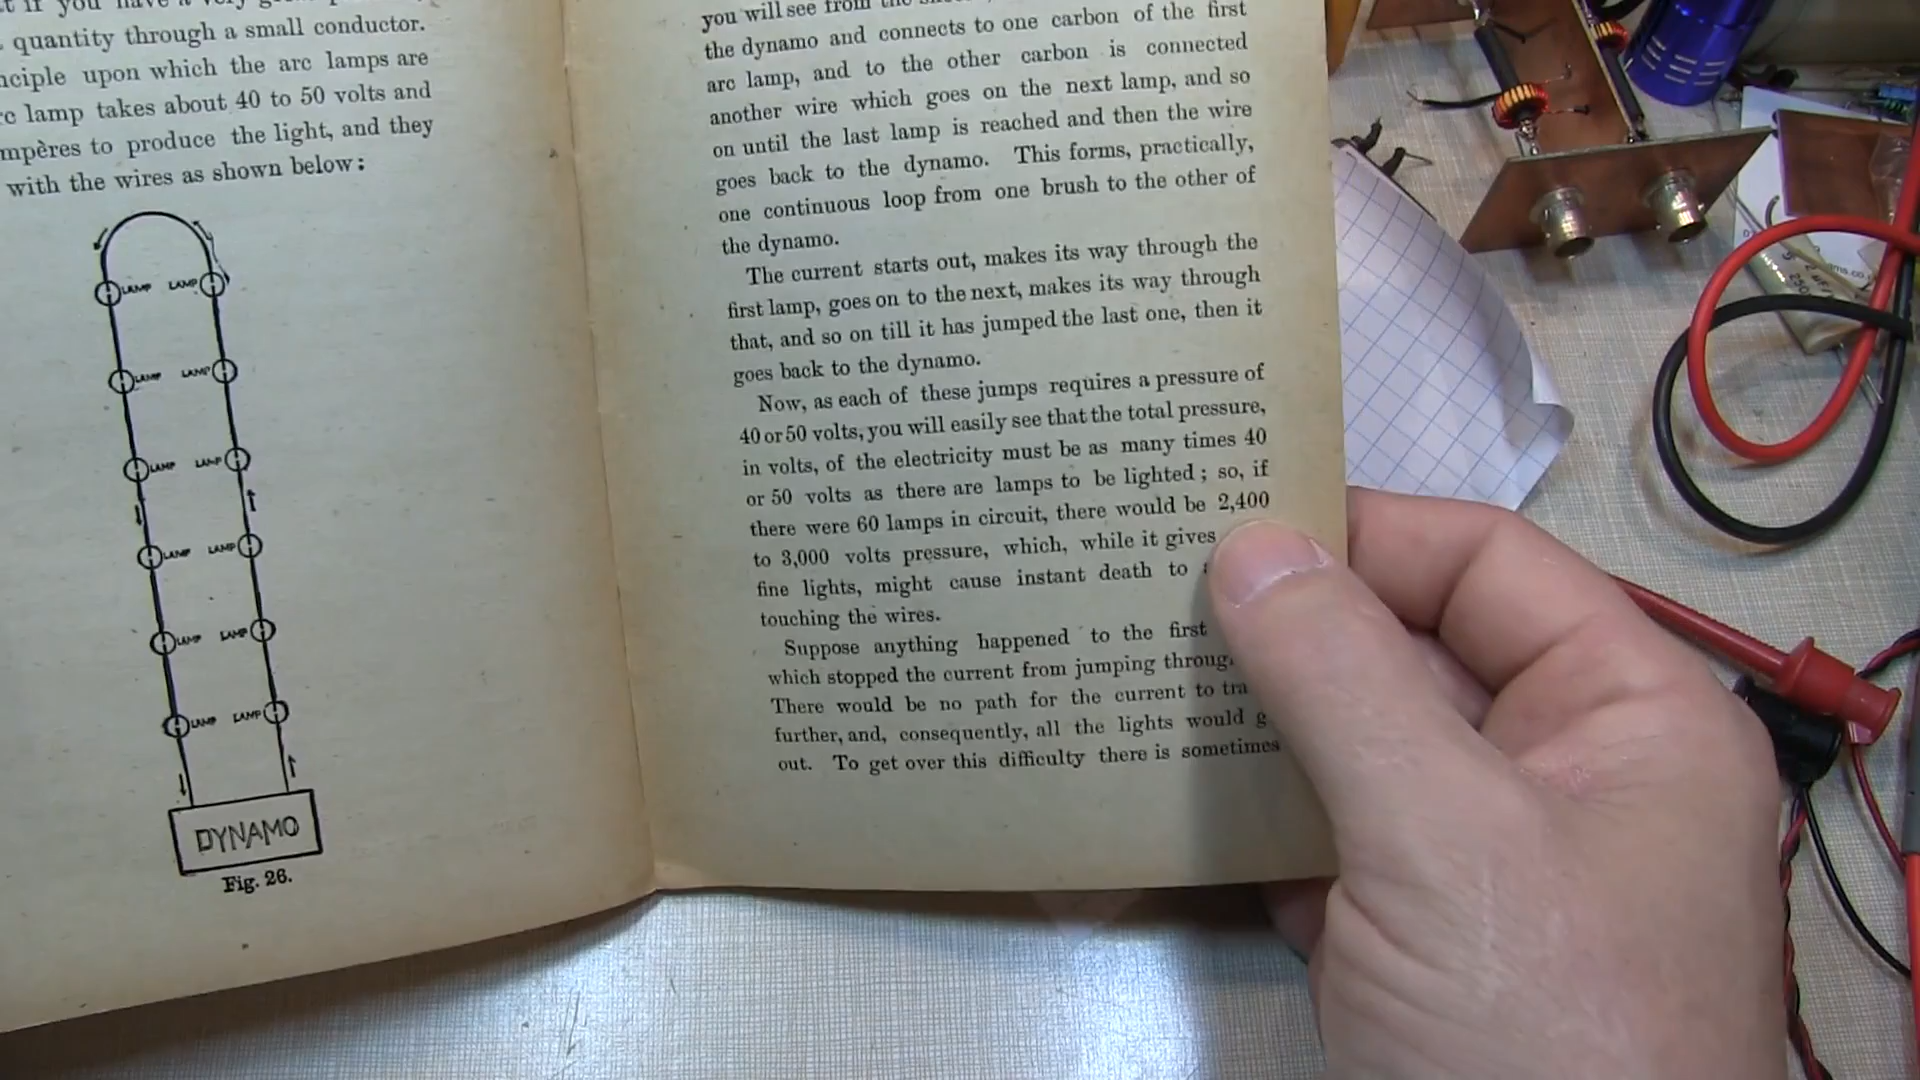 if you have a very
quantity through a small conductor.
upon which the arc lamps are
lamp takes about 40 to 50 volts and
to produce the light, and they
with the wires as shown below:
LAMP LAMP
LAMP LAMP
LAMP LAMP
LAMP LAMP
LAMP LAMP
LAMP LAMP
DYNAMO
Fig. 26.
you will see from the
the dynamo and connects to one carbon of the first
arc lamp, and to the other carbon is connected
another wire which goes on the next lamp, and so
on until the last lamp is reached and then the wire
goes back to the dynamo. This forms, practically,
one continuous loop from one brush to the other of
the dynamo.
The current starts out, makes its way through the
first lamp, goes on to the next, makes its way through
that, and so on till it has jumped the last one, then it
goes back to the dynamo.
Now, as each of these jumps requires a pressure of
40 or 50 volts, you will easily see that the total pressure,
in volts, of the electricity must be as many times 40
or 50 volts as there are lamps to be lighted; so, if
there were 60 lamps in circuit, there would be 2,400
to 3,000 volts pressure, which, while it gives
fine lights, might cause instant death to
touching the wires.
Suppose anything happened to the first
which stopped the current from jumping
There would be no path for the current to
further, and, consequently, all the lights would
out. To get over this difficulty there is sometimes